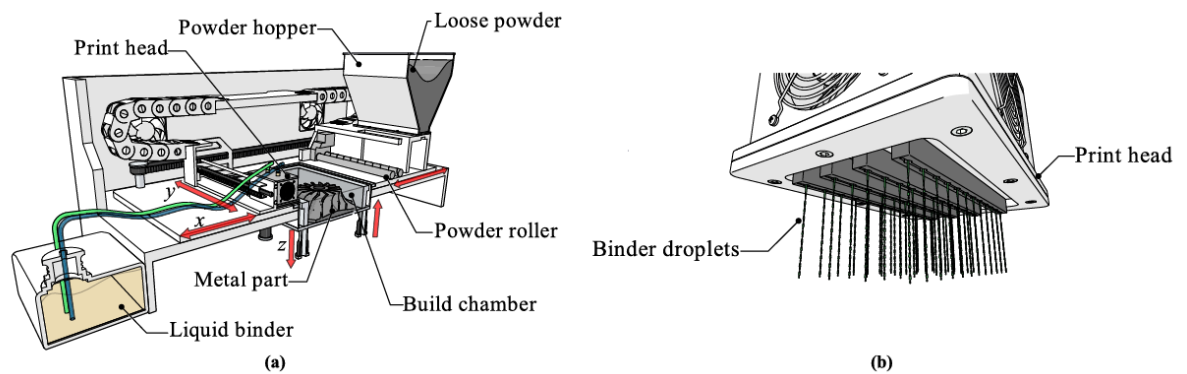 Loose powder
Powder hopper
Print head
y
x
z
Powder roller
Metal part
Build chamber
Liquid binder
(a)
Print head
Binder droplets
(b)